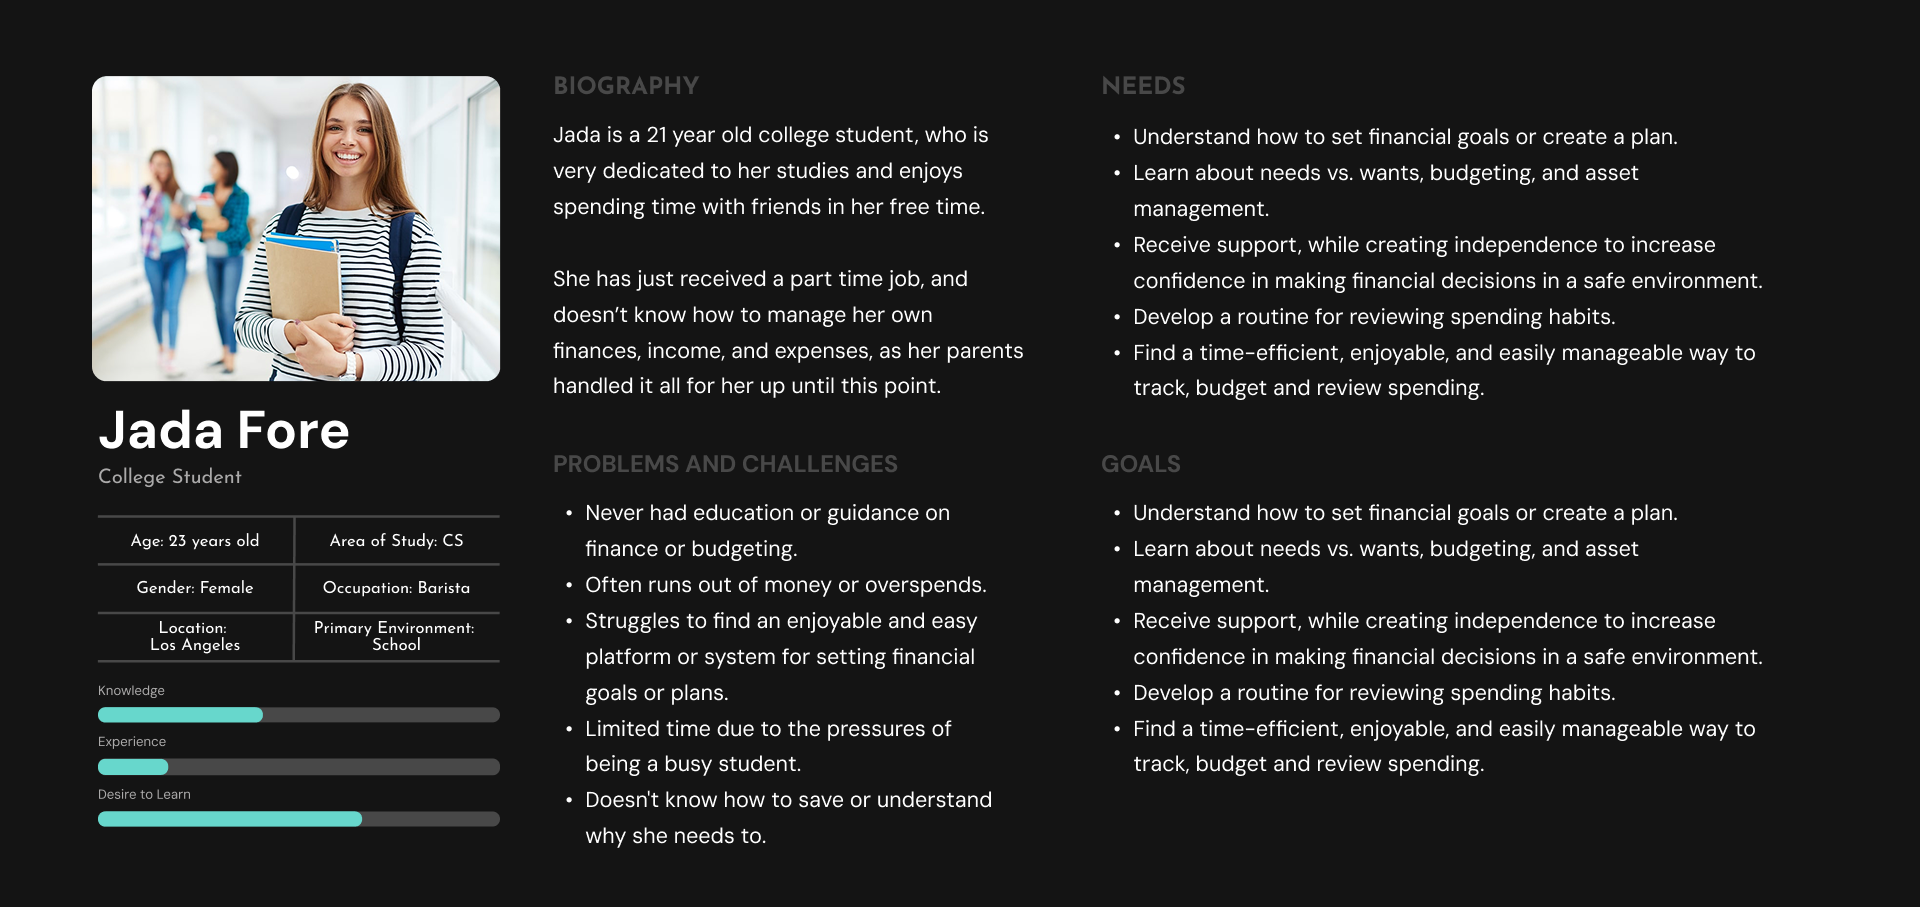 Jada Fore
College Student
Age: 23 years old
Area of Study: CS
Gender: Female
Occupation: Barista
Location:
Los Angeles
Primary Environment:
School
Knowledge
Experience
Desire to Learn
BIOGRAPHY
Jada is a 21 year old college student, who is
very dedicated to her studies and enjoys
spending time with friends in her free time.
She has just received a part time job, and
doesn’t know how to manage her own
finances, income, and expenses, as her parents
handled it all for her up until this point.
PROBLEMS AND CHALLENGES
• Never had education or guidance on
finance or budgeting.
• Often runs out of money or overspends.
• Struggles to find an enjoyable and easy
platform or system for setting financial
goals or plans.
• Limited time due to the pressures of
being a busy student.
• Doesn't know how to save or understand
why she needs to.
NEEDS
• Understand how to set financial goals or create a plan.
• Learn about needs vs. wants, budgeting, and asset
management.
• Receive support, while creating independence to increase
confidence in making financial decisions in a safe environment.
• Develop a routine for reviewing spending habits.
• Find a time-efficient, enjoyable, and easily manageable way to
track, budget and review spending.
GOALS
• Understand how to set financial goals or create a plan.
• Learn about needs vs. wants, budgeting, and asset
management.
• Receive support, while creating independence to increase
confidence in making financial decisions in a safe environment.
• Develop a routine for reviewing spending habits.
• Find a time-efficient, enjoyable, and easily manageable way to
track, budget and review spending.